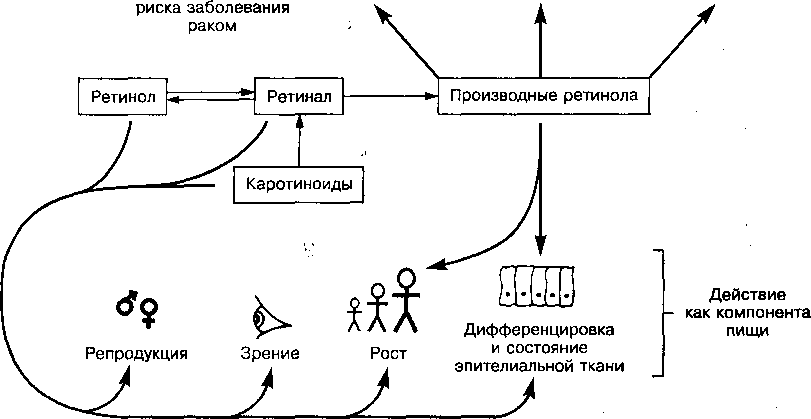 риска заболевания
раком
Ретинол
Ретинал
Производные ретинола
Каротиноиды
Действие
как компонента
пищи
Репродукция
Зрение
Рост
Дифференцировка
и состояние
эпителиальной ткани